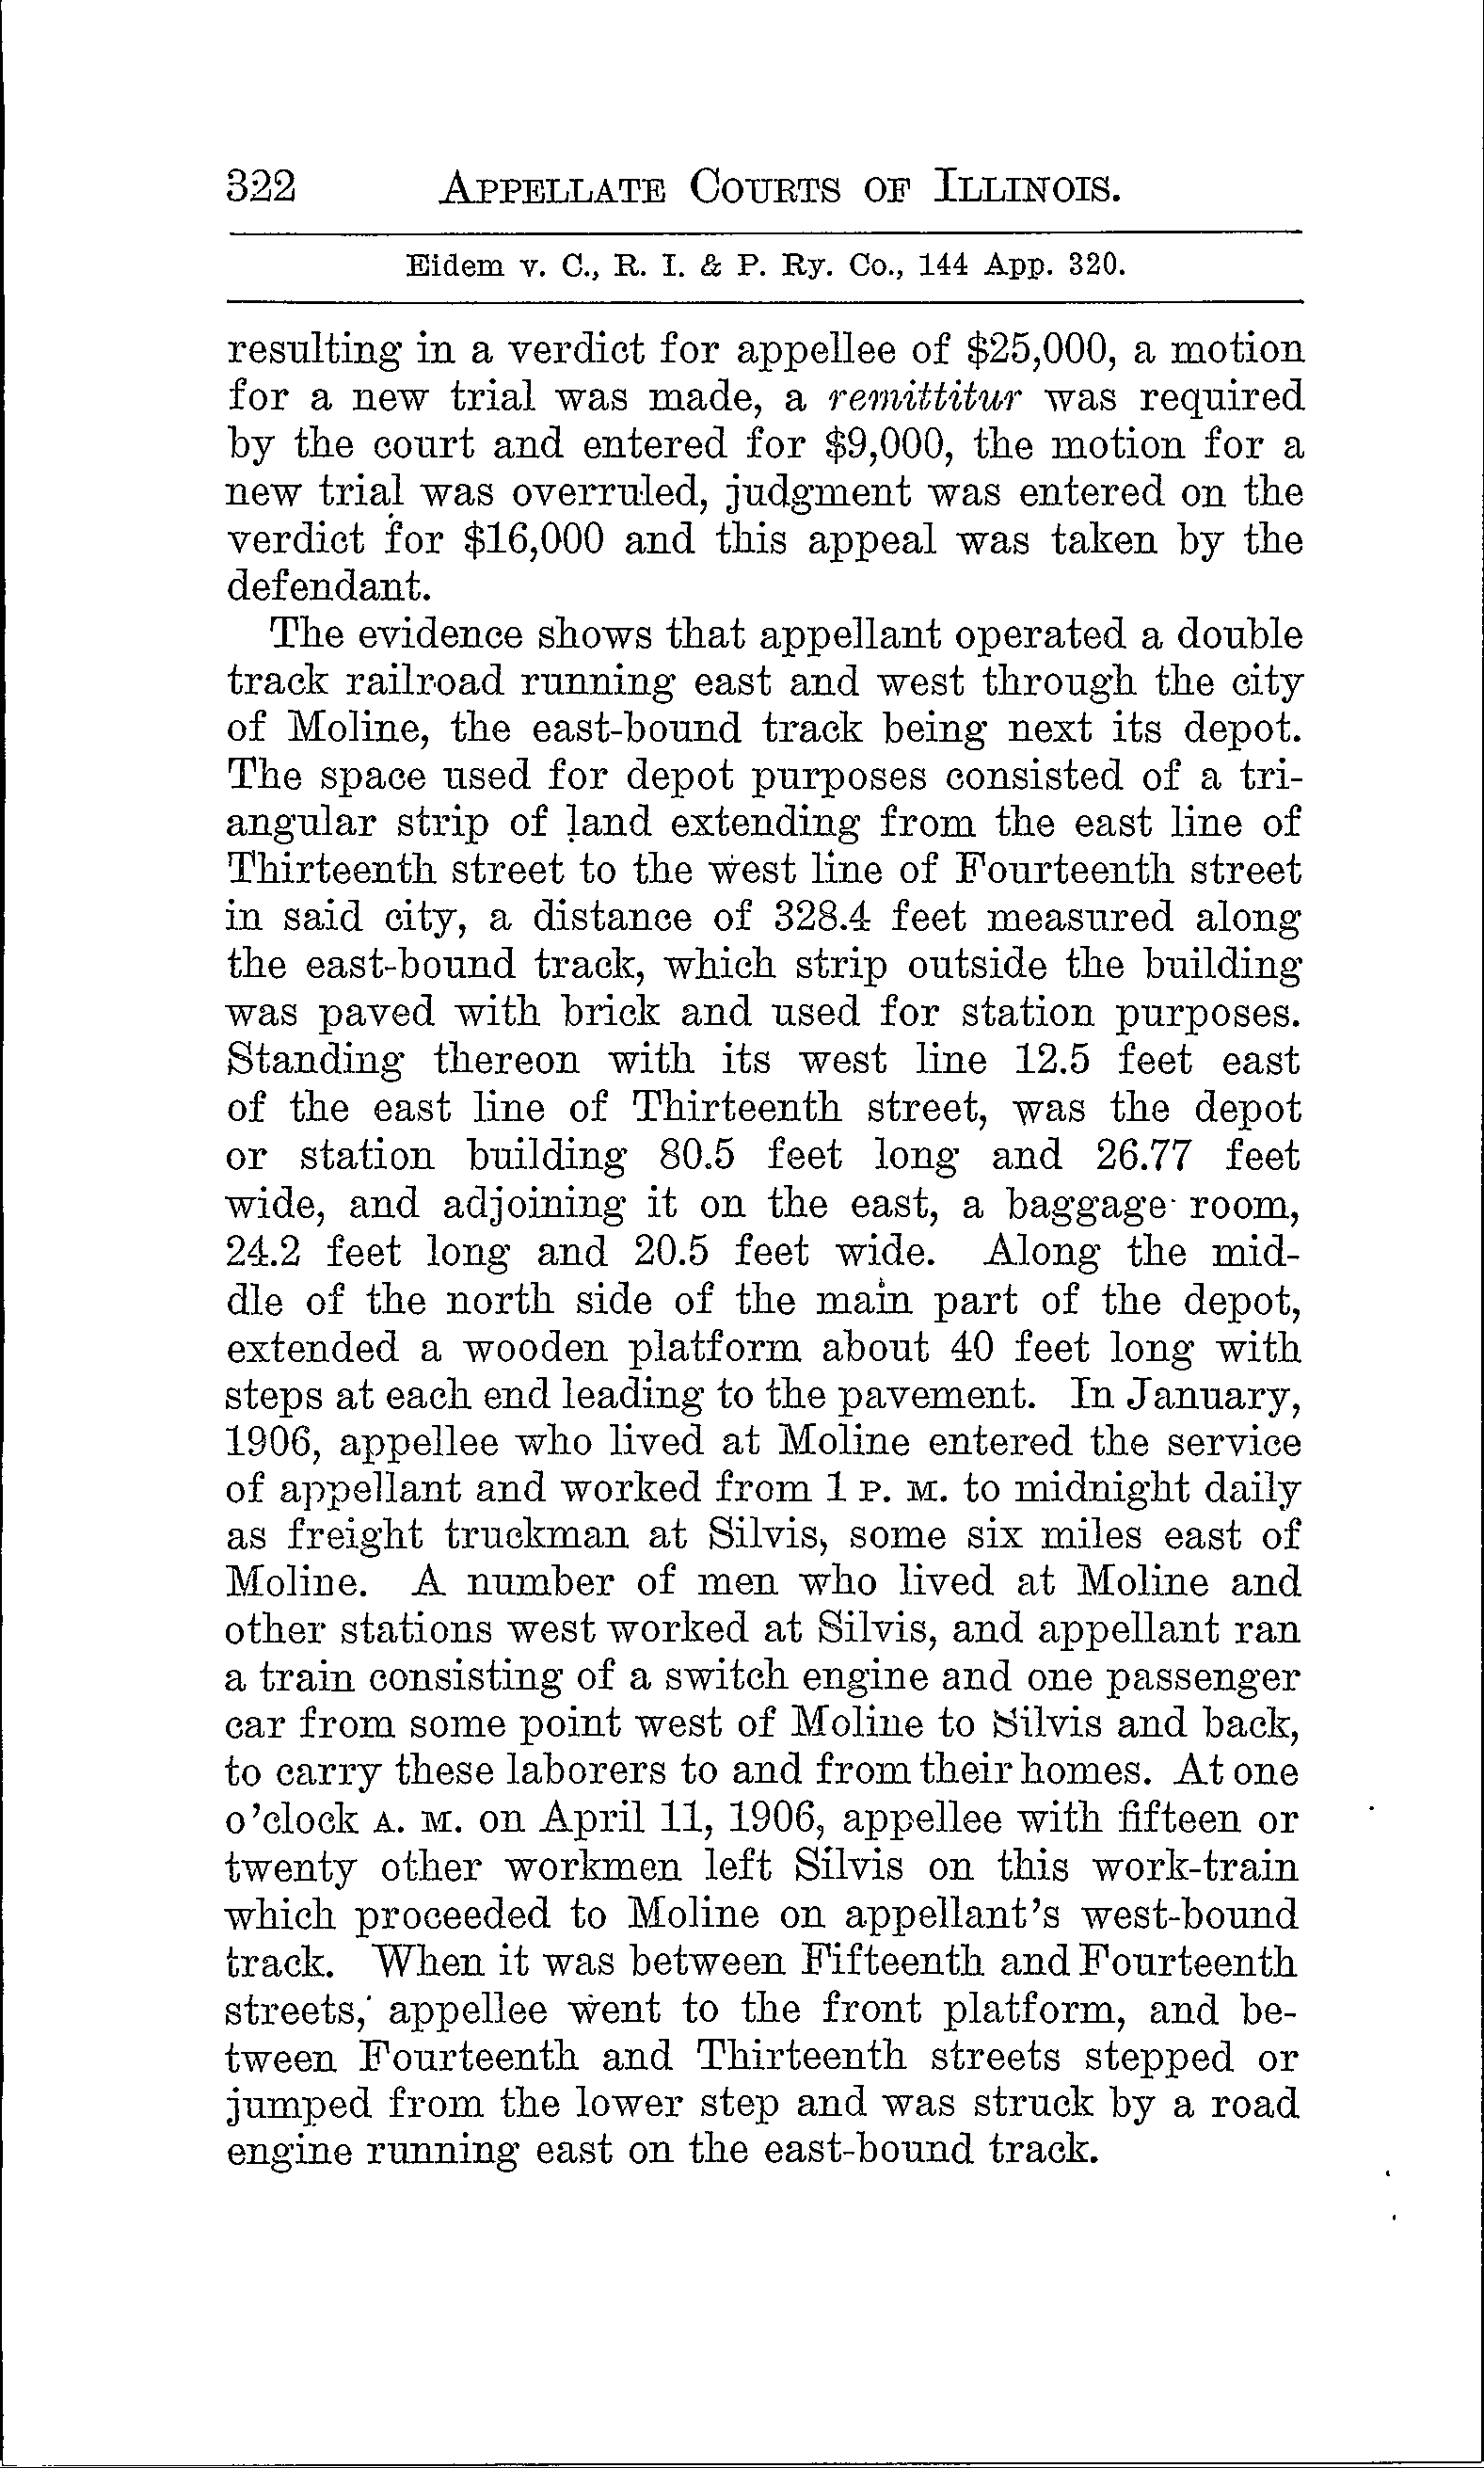 322 APPELLATE COURTS OF ILLINOIS.
Eidem v. C., R. I. & P. Ry. Co., 144 App. 320.
resulting in a verdict for appellee of $25,000, a motion
for a new trial was made, a remittitur was required
by the court and entered for $9,000, the motion for a
new trial was overruled, judgment was entered on the
verdict for $16,000 and this appeal was taken by the
defendant.
The evidence shows that appellant operated a double
track railroad running east and west through the city
of Moline, the east-bound track being next its depot.
The space used for depot purposes consisted of a tri-
angular strip of land extending from the east line of
Thirteenth street to the west line of Fourteenth street
in said city, a distance of 328.4 feet measured along
the east-bound track, which strip outside the building
was paved with brick and used for station purposes.
Standing thereon with its west line 12.5 feet east
of the east line of Thirteenth street, was the depot
or station building 80.5 feet long and 26.77 feet
wide, and adjoining it on the east, a baggage room,
24.2 feet long and 20.5 feet wide. Along the mid-
dle of the north side of the main part of the depot,
extended a wooden platform about 40 feet long with
steps at each end leading to the pavement. In January,
1906, appellee who lived at Moline entered the service
of appellant and worked from 1 P. M. to midnight daily
as freight truckman at Silvis, some six miles east of
Moline. A number of men who lived at Moline and
other stations west worked at Silvis, and appellant ran
a train consisting of a switch engine and one passenger
car from some point west of Moline to Silvis and back,
to carry these laborers to and from their homes. At one
o'clock A. M. on April 11, 1906, appellee with fifteen or
twenty other workmen left Silvis on this work-train
which proceeded to Moline on appellant's west-bound
track. When it was between Fifteenth and Fourteenth
streets, appellee went to the front platform, and be-
tween Fourteenth and Thirteenth streets stepped or
jumped from the lower step and was struck by a road
engine running east on the east-bound track.